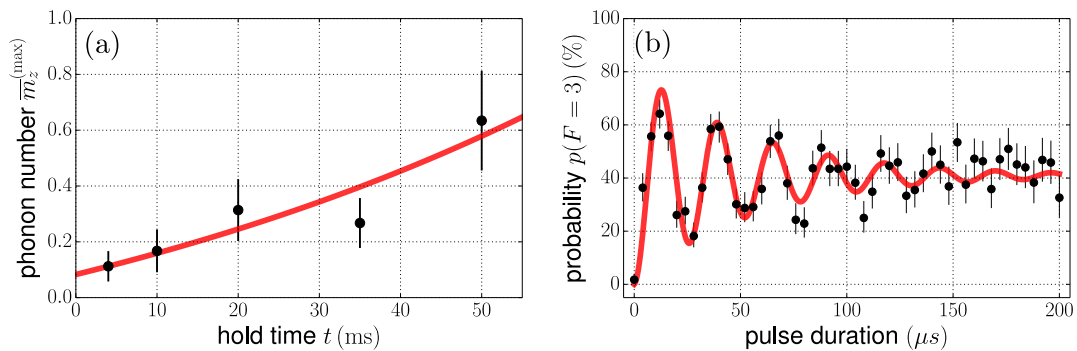 (a)
phonon number m̅_z^(max)
1.0
0.8
0.6
0.4
0.2
0.0
0 10 20 30 40 50
hold time t (ms)
(b)
probability p(F = 3) (%)
100
80
60
40
20
0
0 50 100 150 200
pulse duration (μs)